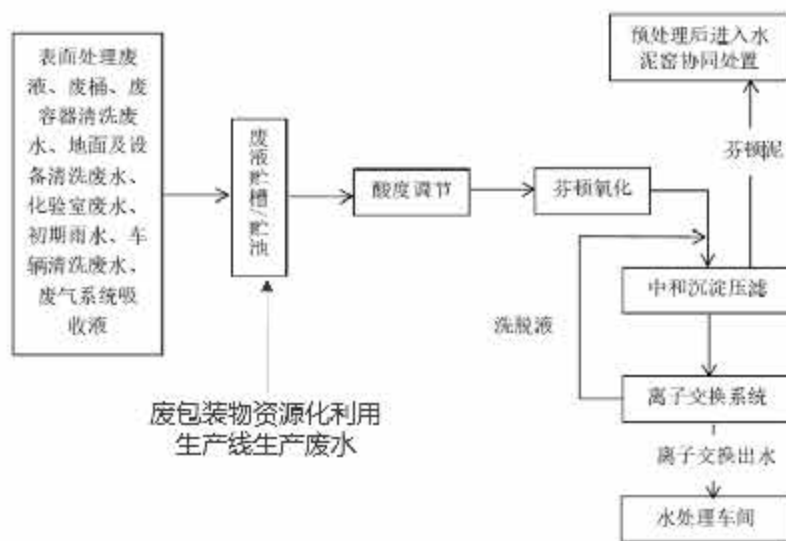 表面处理废
液、废桶、废
容器清洗废
水、地面及设
备清洗废水、
化验室废水、
初期雨水、车
辆清洗废水、
废气系统吸
收液
废液贮槽/贮池
废包装物资源化利用
生产线生产废水
酸度调节
芬顿氧化
预处理后进入水
泥窑协同处置
芬顿泥
中和沉淀压滤
洗脱液
离子交换系统
离子交换出水
水处理车间